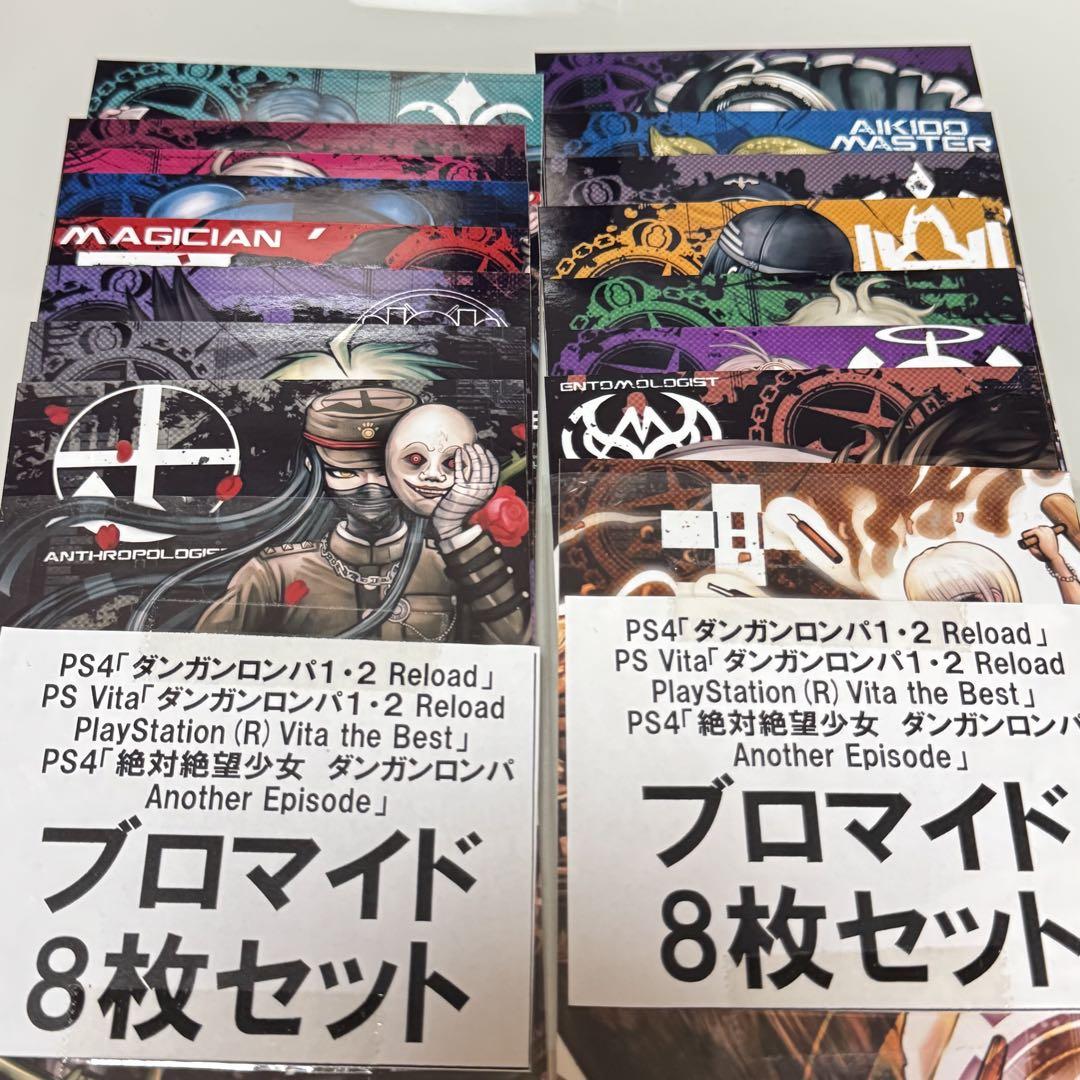 MAGICIAN
ANTHROPOLOGIST
PS4「ダンガンロンパ1・2 Reload」
PS Vita「ダンガンロンパ1・2 Reload
PlayStation (R) Vita the Best」
PS4「絶対絶望少女 ダンガンロンパ
Another Episode」
ブロマイド
8枚セット
AIKIDO
MASTER
ENTOMOLOGIST
PS4「ダンガンロンパ1・2 Reload」
PS Vita「ダンガンロンパ1・2 Reload
PlayStation (R) Vita the Best」
PS4「絶対絶望少女 ダンガンロンパ
Another Episode」
ブロマイド
8枚セット